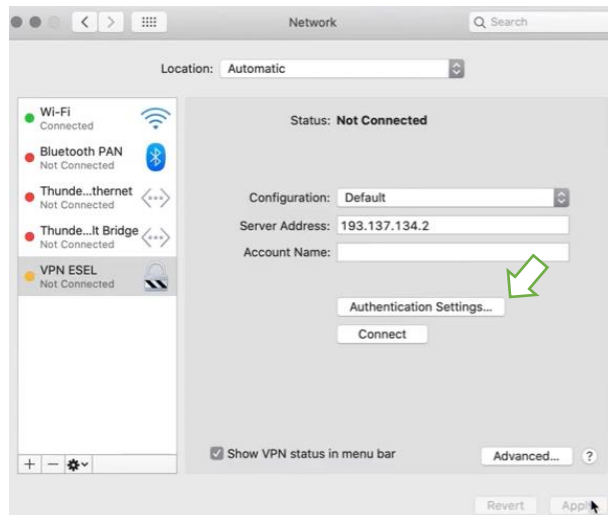 Network
Search
Location: Automatic
Wi-Fi
Connected
Bluetooth PAN
Not Connected
Thunde...thernet
Not Connected
Thunde...lt Bridge
Not Connected
VPN ESEL
Not Connected
Status: Not Connected
Configuration: Default
Server Address: 193.137.134.2
Account Name:
Authentication Settings...
Connect
Show VPN status in menu bar
Advanced... ?
Revert